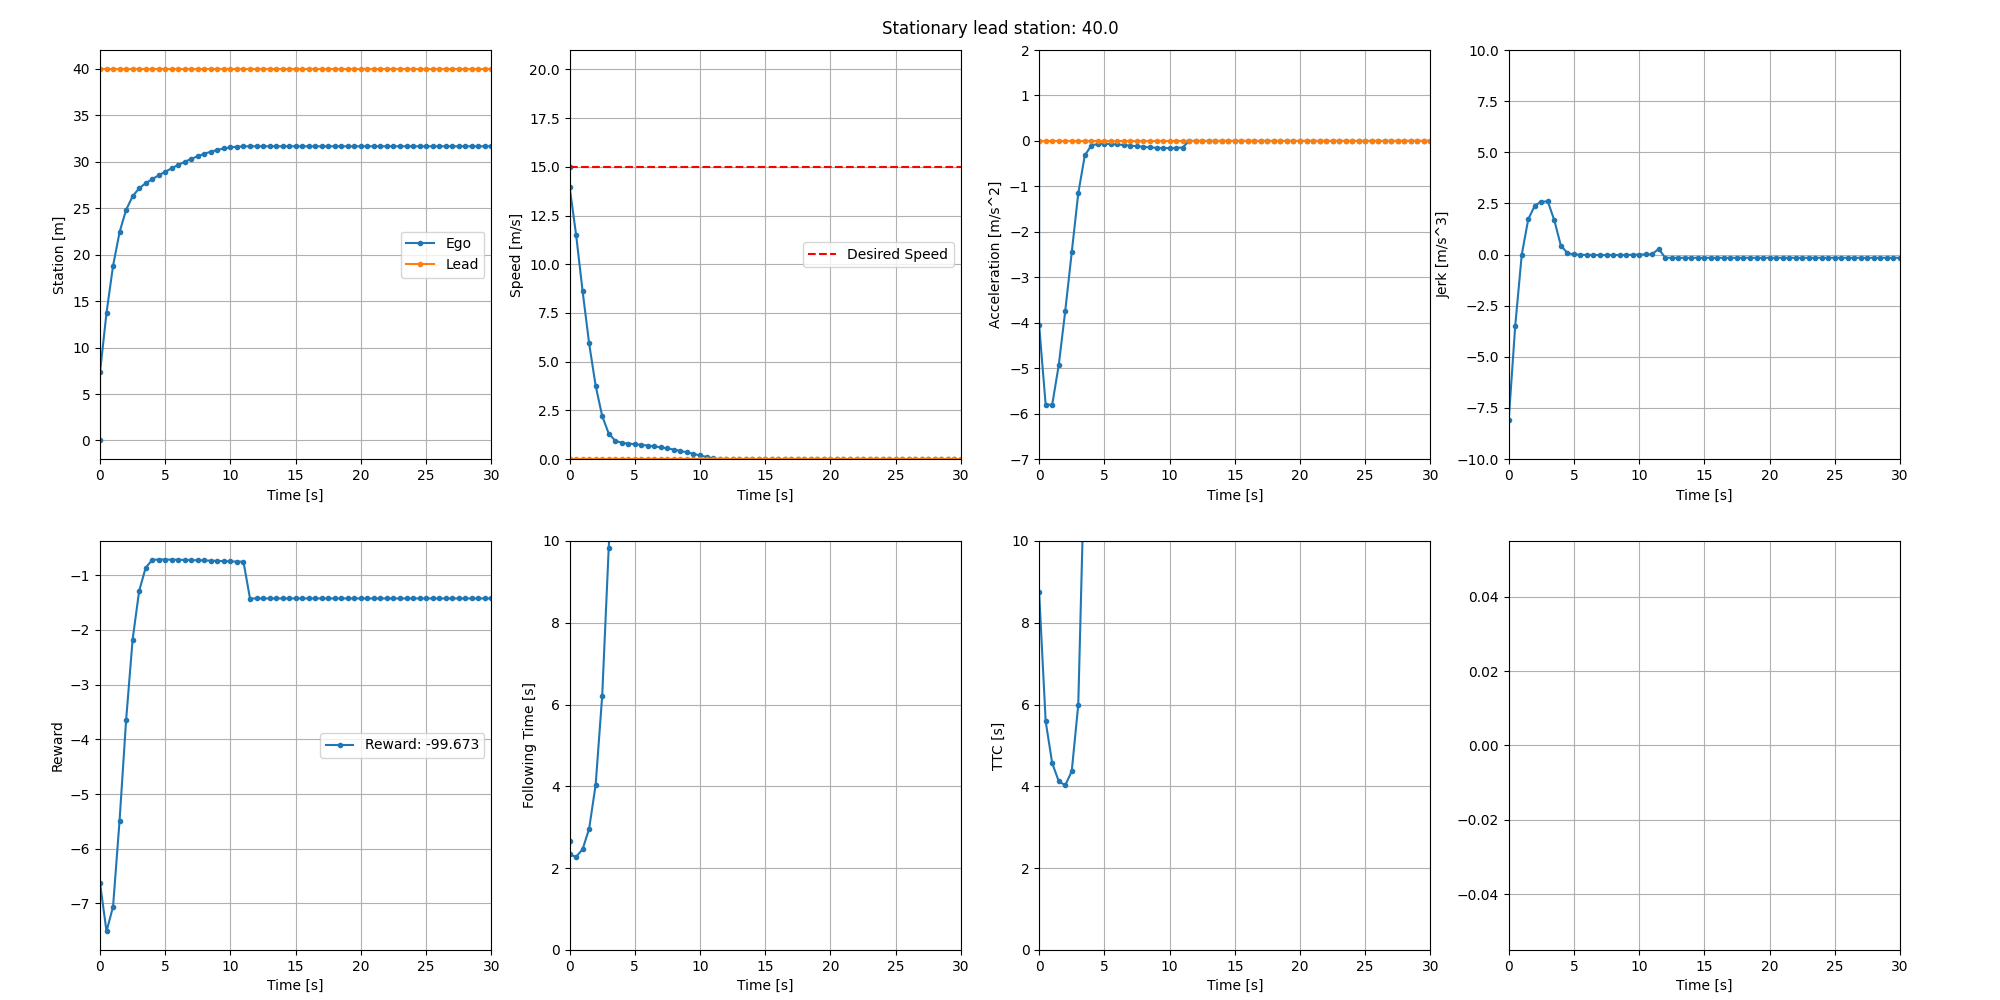 Stationary lead station: 40.0
40
35
30
25
20
15
10
5
0
Station [m]
Ego
Lead
0 5 10 15 20 25 30
Time [s]
20.0
17.5
15.0
12.5
10.0
7.5
5.0
2.5
0.0
Speed [m/s]
Desired Speed
0 5 10 15 20 25 30
Time [s]
2
1
0
−1
−2
−3
−4
−5
−6
−7
Acceleration [m/s^2]
0 5 10 15 20 25 30
Time [s]
10.0
7.5
5.0
2.5
0.0
−2.5
−5.0
−7.5
−10.0
Jerk [m/s^3]
0 5 10 15 20 25 30
Time [s]
−1
−2
−3
−4
−5
−6
−7
Reward
Reward: -99.673
0 5 10 15 20 25 30
Time [s]
10
8
6
4
2
0
Following Time [s]
0 5 10 15 20 25 30
Time [s]
10
8
6
4
2
0
TTC [s]
0 5 10 15 20 25 30
Time [s]
0.04
0.02
0.00
−0.02
−0.04
0 5 10 15 20 25 30
Time [s]